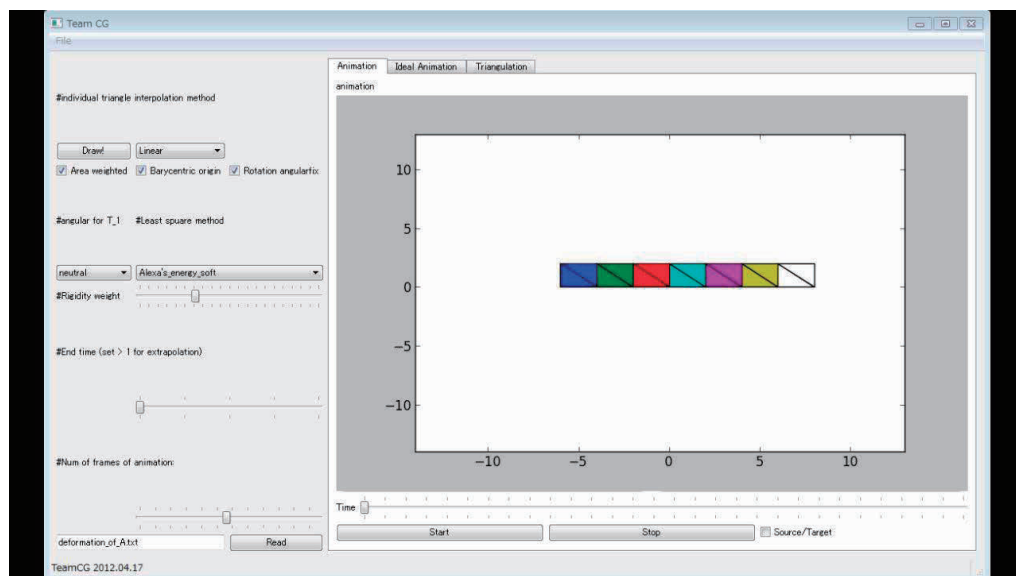 Team CG
File
Animation Ideal Animation Triangulation
animation
#individual triangle interpolation method
Draw! Linear
Area weighted Barycentric origin Rotation angularfix
#angular for T_1 #Least spuare method
neutral Alexa's_energy_soft
#Rigidity weight
#End time (set > 1 for extrapolation)
#Num of frames of animation:
deformation_of_A.txt Read
10
5
0
−5
−10
−10 −5 0 5 10
Time
Start Stop Source/Target
TeamCG 2012.04.17